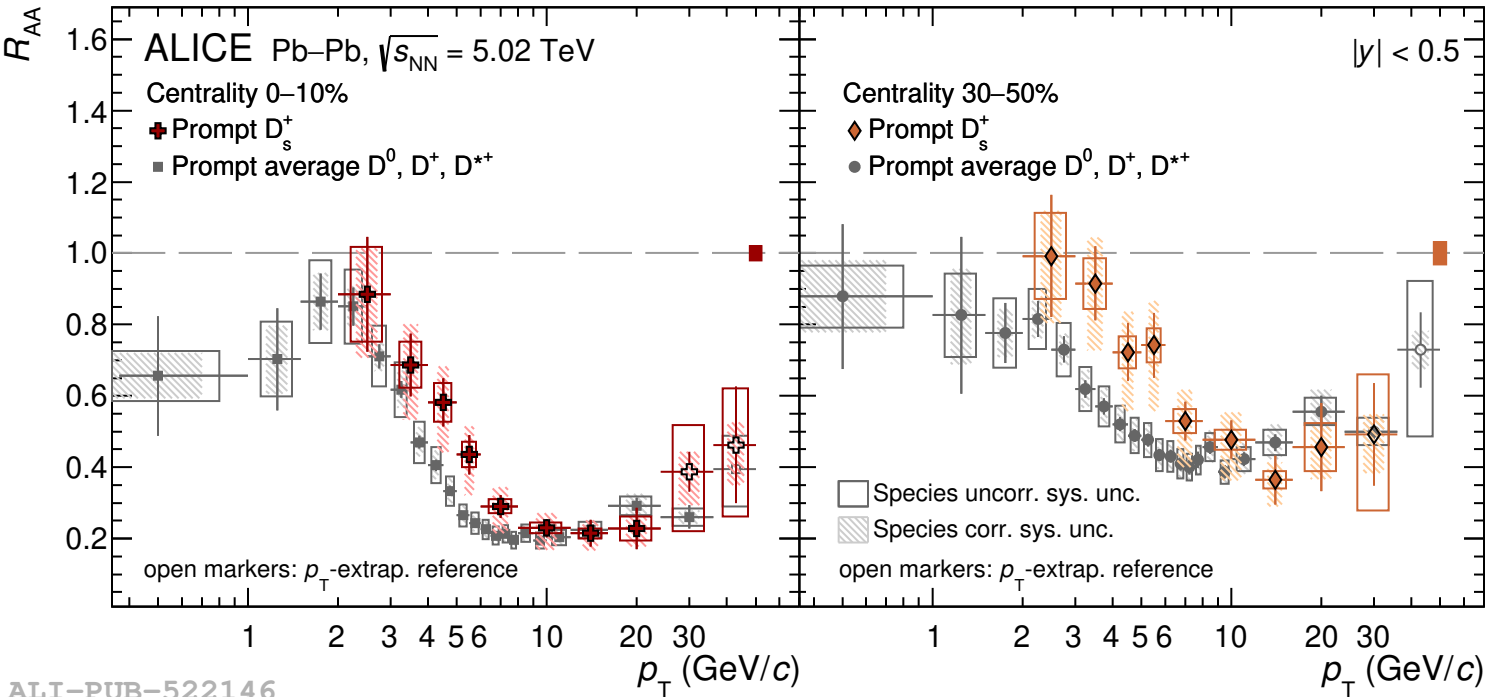 R_AA
ALICE Pb–Pb, √s_NN = 5.02 TeV
Centrality 0–10%
Prompt D_s^+
Prompt average D^0, D^+, D^*+
open markers: p_T-extrap. reference
|y| < 0.5
Centrality 30–50%
Prompt D_s^+
Prompt average D^0, D^+, D^*+
Species uncorr. sys. unc.
Species corr. sys. unc.
open markers: p_T-extrap. reference
1.6
1.4
1.2
1.0
0.8
0.6
0.4
0.2
1 2 3 4 5 6 10 20 30
1 2 3 4 5 6 10 20 30
p_T (GeV/c)
p_T (GeV/c)
ALI-PUB-522146